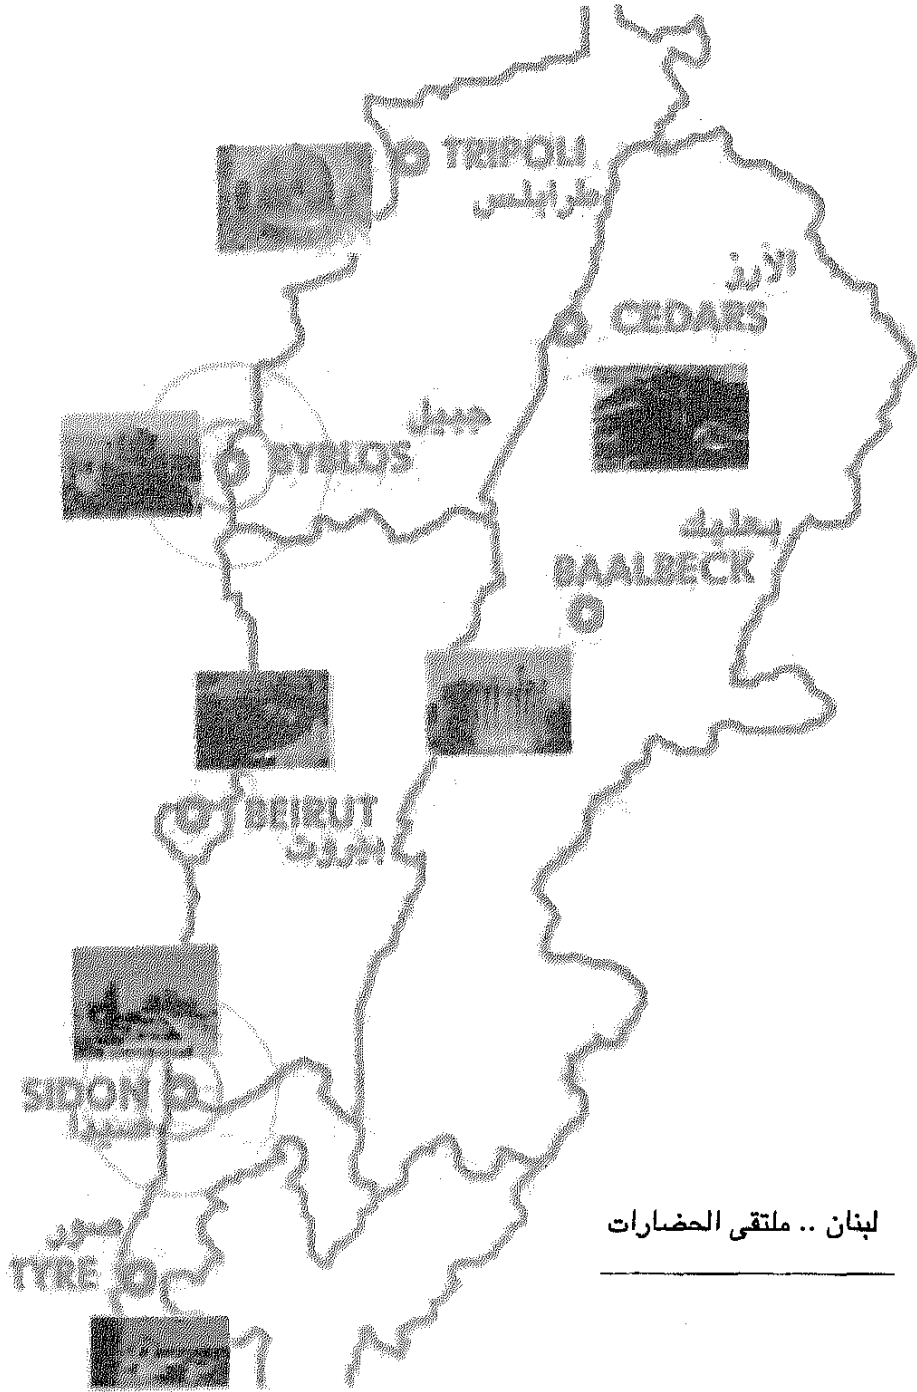 TRIPOLI
طرابلس
الأرز
CEDARS
جبيل
BYBLOS
بعلبك
BAALBECK
BEIRUT
بيروت
SIDON
صيدا
صور
TYRE
لبنان .. ملتقى الحضارات